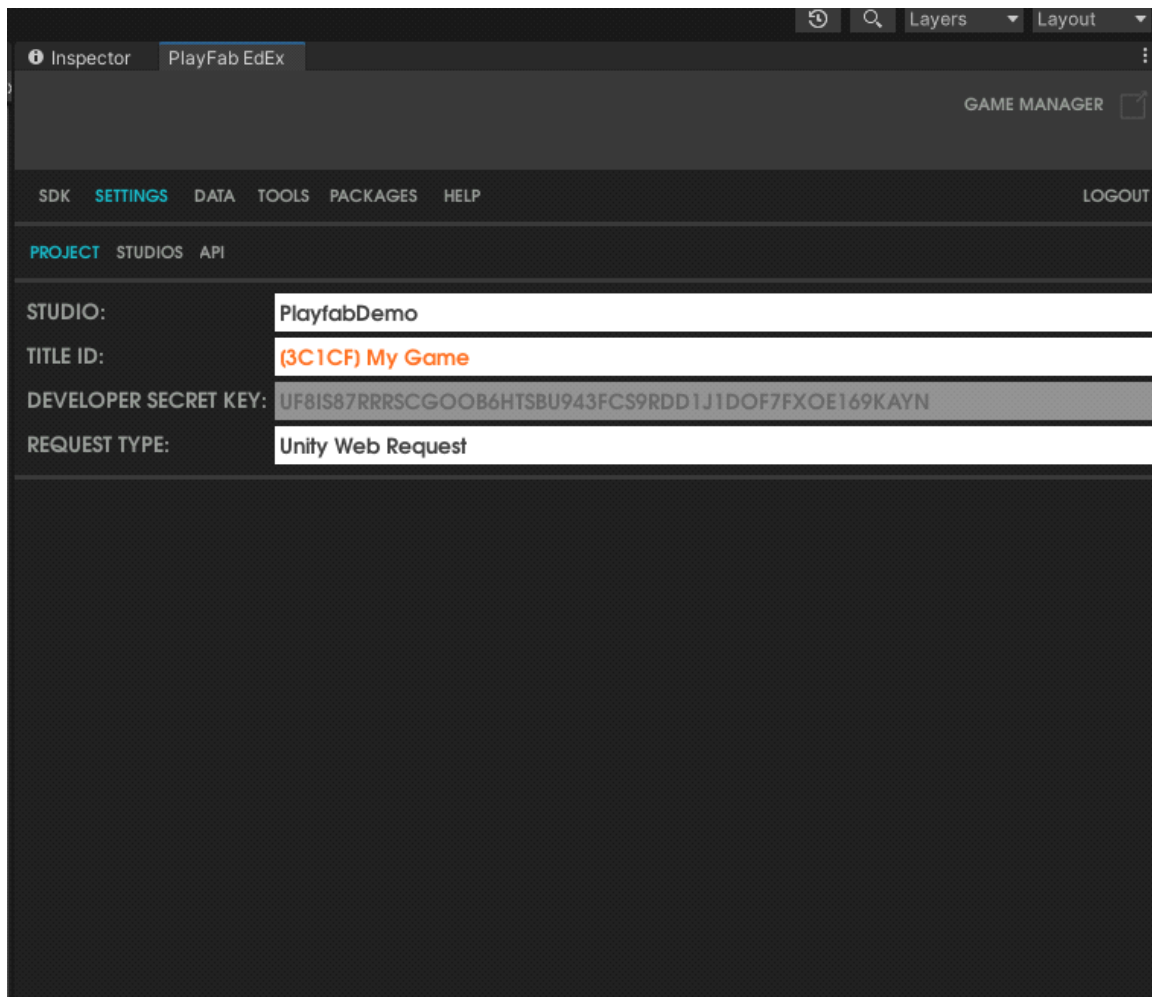 Layers Layout
Inspector PlayFab EdEx
GAME MANAGER
SDK SETTINGS DATA TOOLS PACKAGES HELP LOGOUT
PROJECT STUDIOS API
STUDIO: PlayfabDemo
TITLE ID: (3C1CF) My Game
DEVELOPER SECRET KEY: UF8IS87RRRSCGOOB6HTSBU943FCS9RDD1J1DOF7FXOE169KAYN
REQUEST TYPE: Unity Web Request